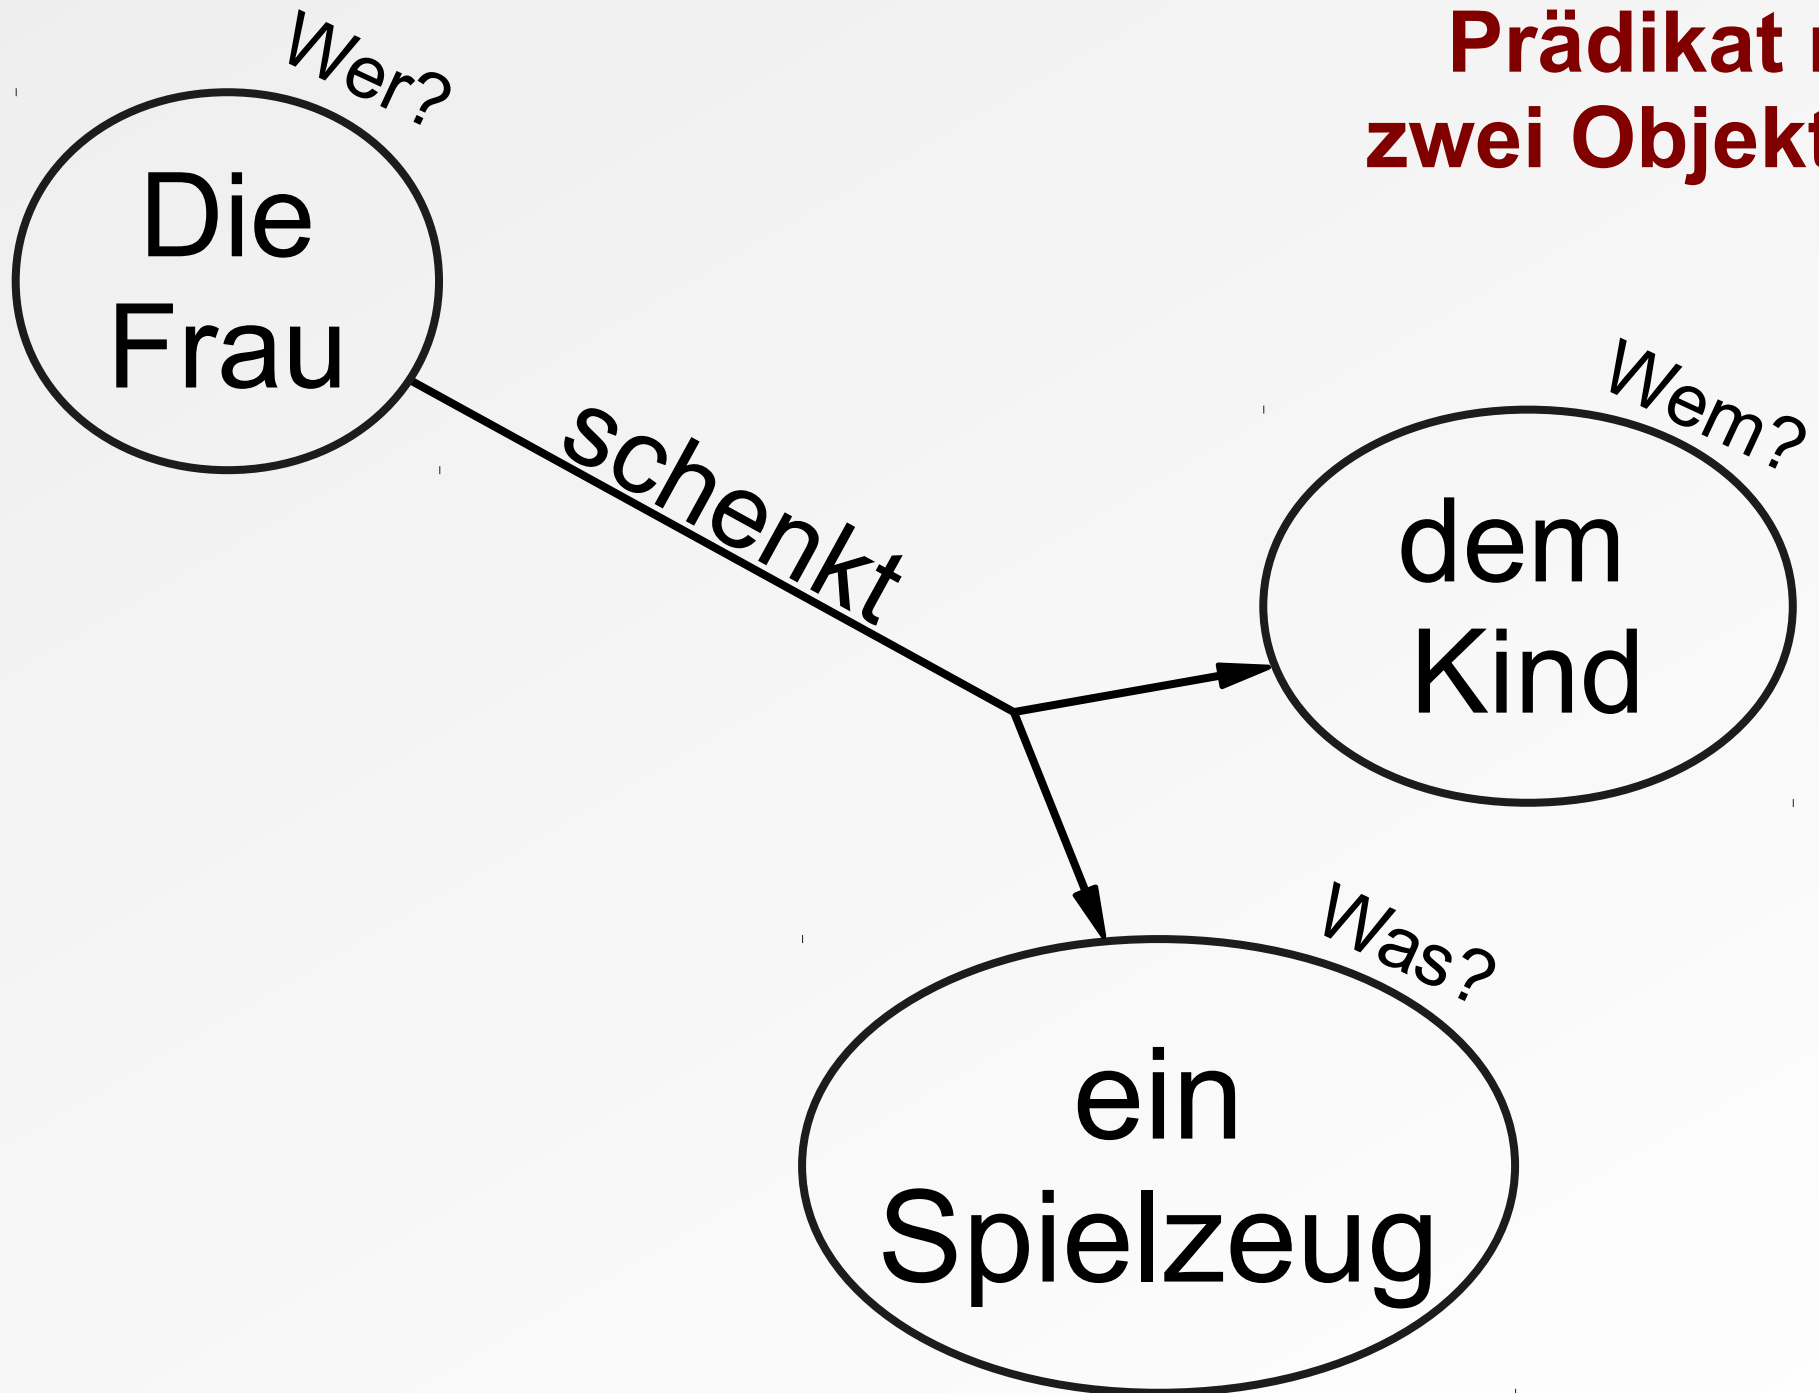 Prädikat
zwei Objekt
Wer?
Die
Frau
schenkt
Wem?
dem
Kind
Was?
ein
Spielzeug